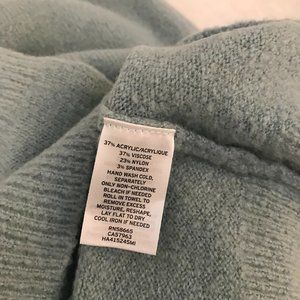 37% ACRYLIC/ACRYLIQUE
37% VISCOSE
23% NYLON
3% SPANDEX
HAND WASH COLD,
SEPARATELY
ONLY NON-CHLORINE
BLEACH IF NEEDED
ROLL IN TOWEL TO
REMOVE EXCESS
MOISTURE, RESHAPE,
LAY FLAT TO DRY
COOL IRON IF NEEDED
RN58665
CA57963
HA415245MI